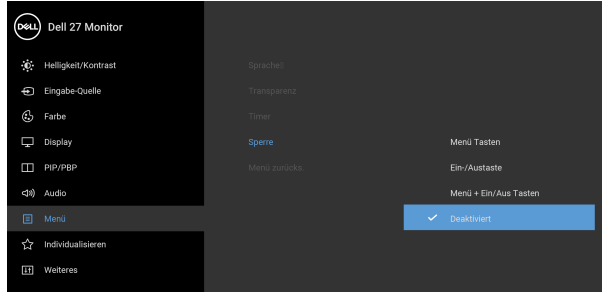 DELL Dell 27 Monitor
Helligkeit/Kontrast
Eingabe-Quelle
Farbe
Display
PIP/PBP
Audio
Menü
Individualisieren
Weiteres
Sprache®
Transparenz
Timer
Sperre
Menü zurücks.
Menü Tasten
Ein-/Austaste
Menü + Ein/Aus Tasten
Deaktiviert